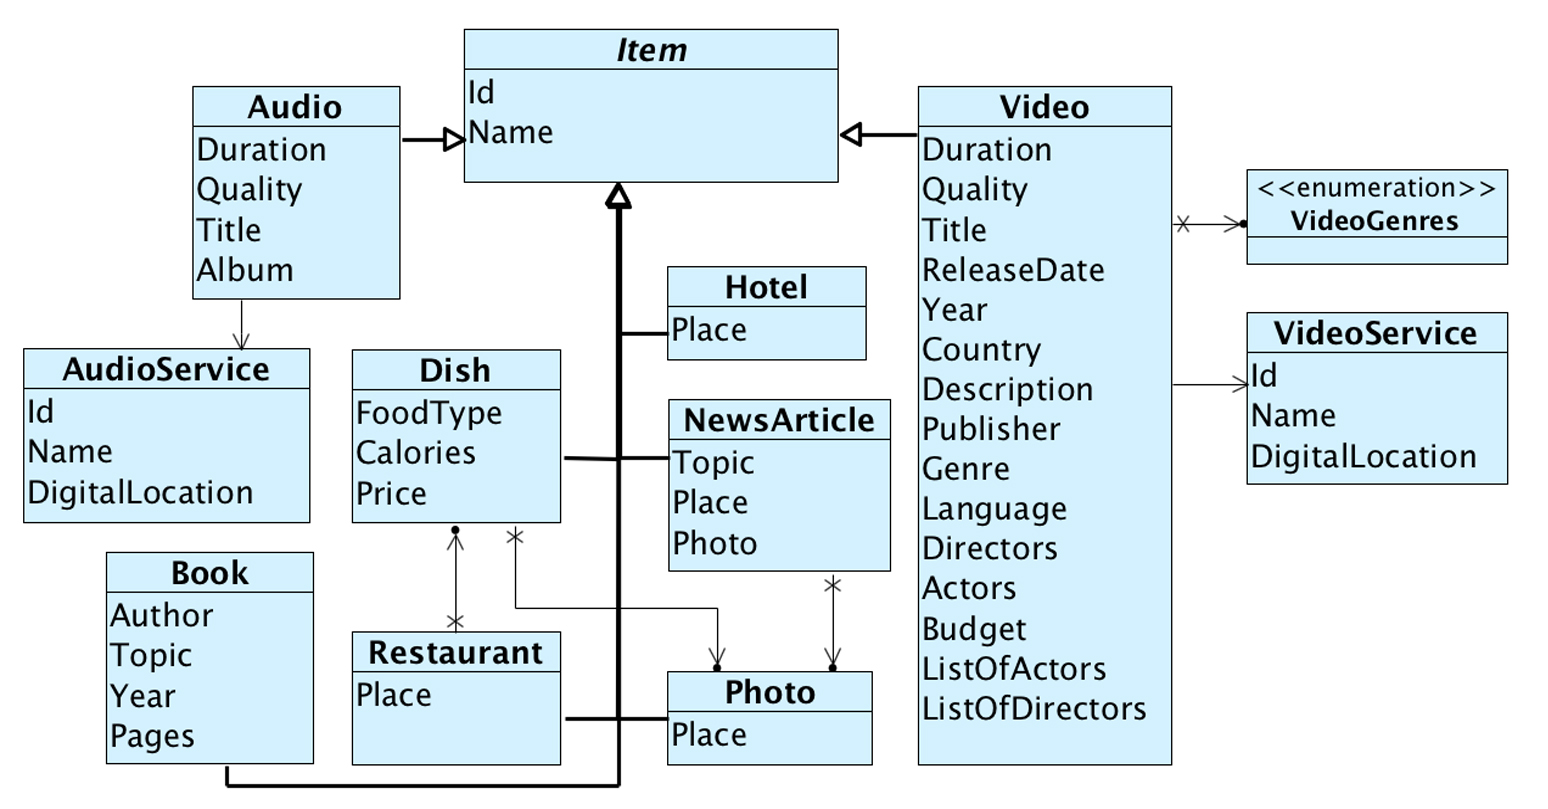 Item
Id
Name
Audio
Duration
Quality
Title
Album
Video
Duration
Quality
Title
ReleaseDate
Year
Country
Description
Publisher
Genre
Language
Directors
Actors
Budget
ListOfActors
ListOfDirectors
<<enumeration>>
VideoGenres
Hotel
Place
VideoService
Id
Name
DigitalLocation
AudioService
Id
Name
DigitalLocation
Dish
FoodType
Calories
Price
NewsArticle
Topic
Place
Photo
Book
Author
Topic
Year
Pages
Restaurant
Place
Photo
Place